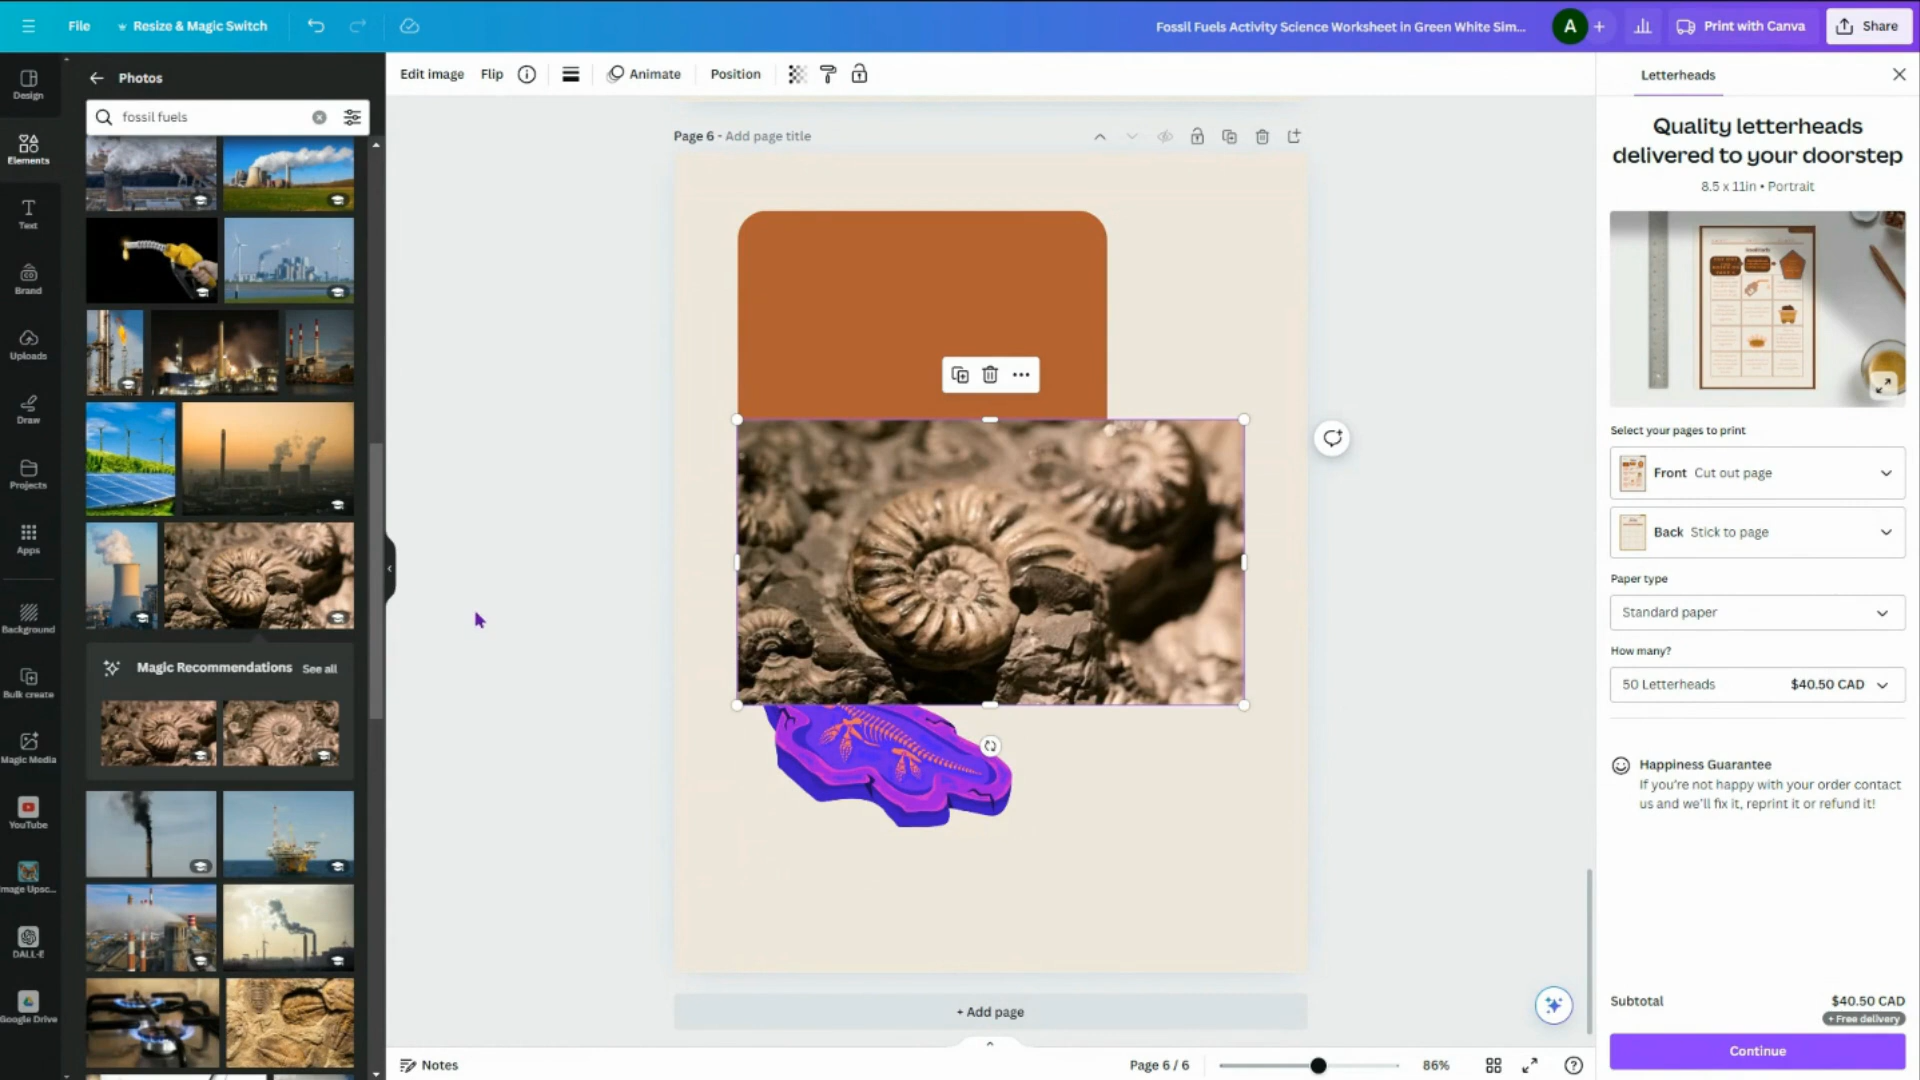 File
Resize & Magic Switch
Fossil Fuels Activity Science Worksheet in Green White Sim...
A
Print with Canva
Share
Design
Elements
Text
Brand
Uploads
Draw
Projects
Apps
Background
Bulk create
Magic Media
YouTube
Image Upsc...
DALL·E
Google Drive
Photos
fossil fuels
Magic Recommendations
See all
Edit image
Flip
Animate
Position
Page 6 - Add page title
+ Add page
Notes
Page 6 / 6
86%
Letterheads
Quality letterheads
delivered to your doorstep
8.5 x 11in • Portrait
Select your pages to print
Front Cut out page
Back Stick to page
Paper type
Standard paper
How many?
50 Letterheads $40.50 CAD
Happiness Guarantee
If you're not happy with your order contact
us and we'll fix it, reprint it or refund it!
Subtotal $40.50 CAD
+ Free delivery
Continue